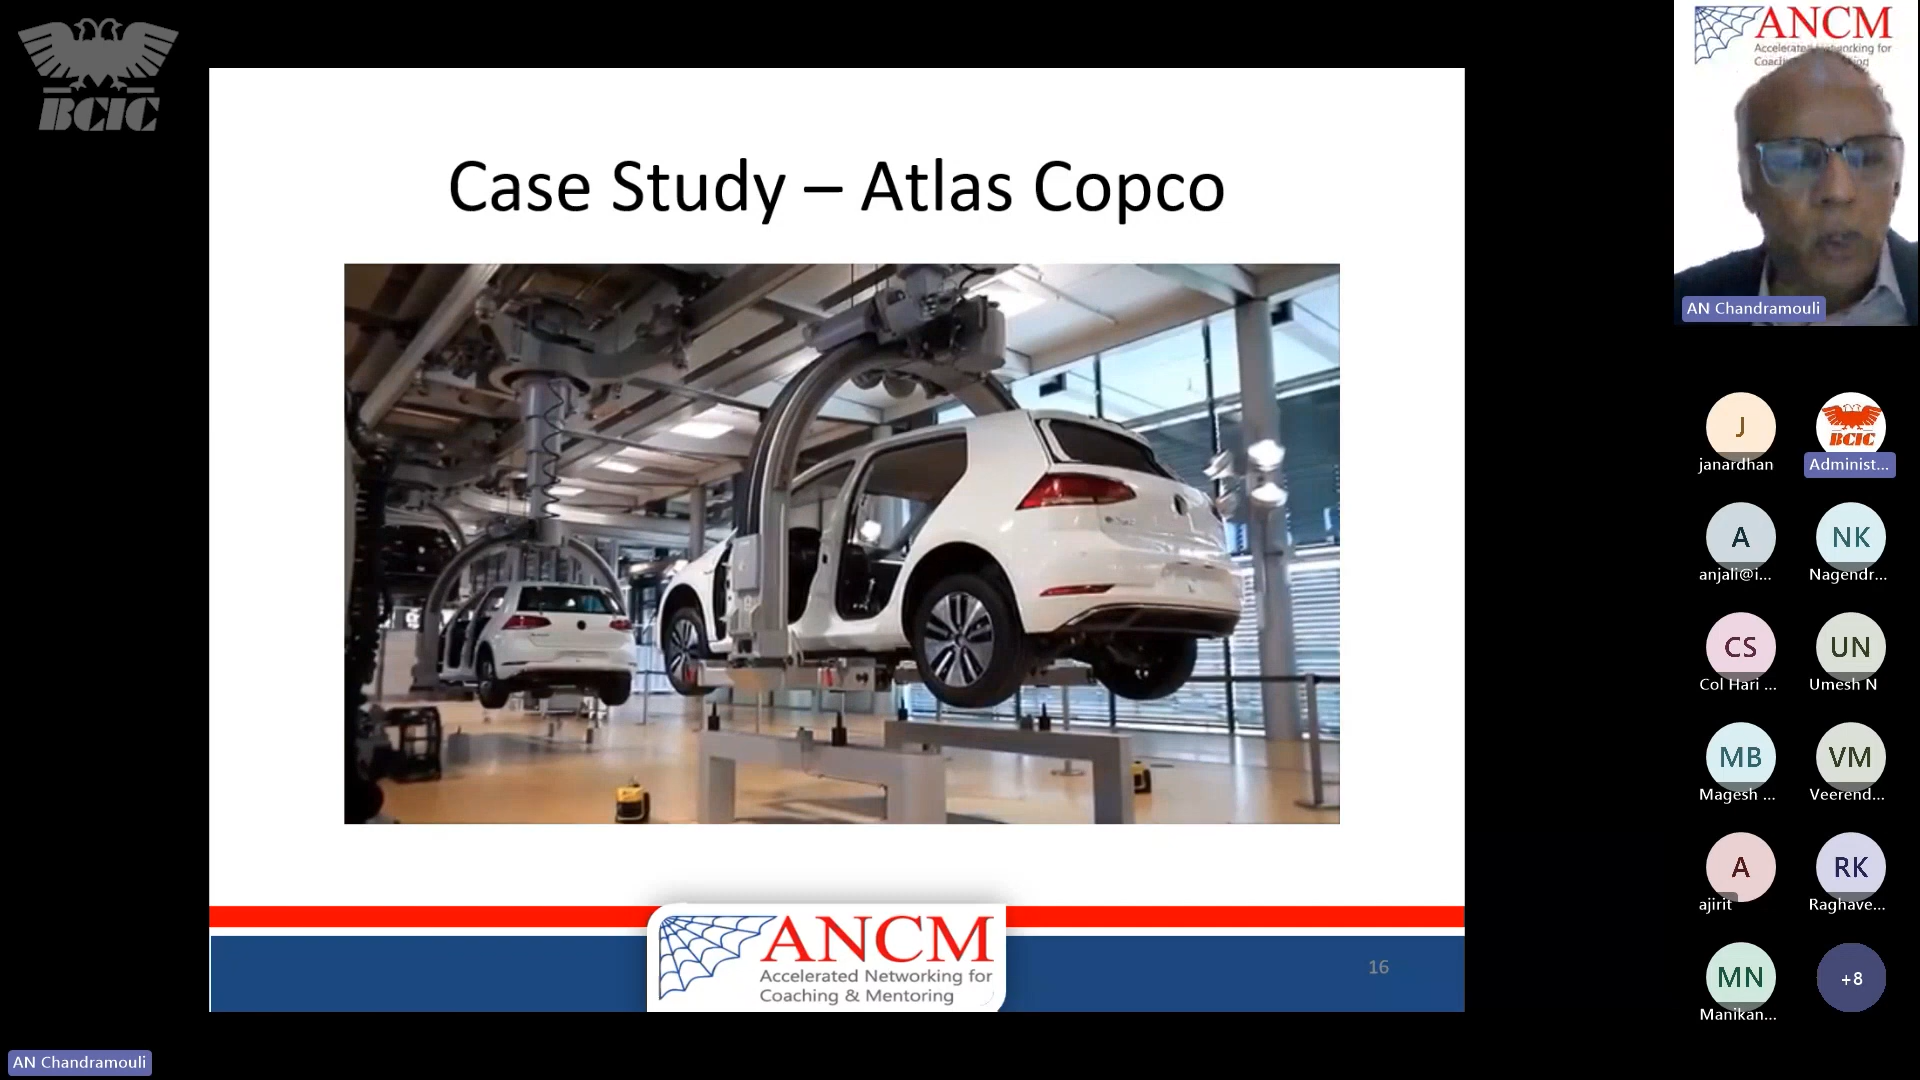 BCIC
Case Study – Atlas Copco
ANCM
Accelerated Networking for
Coaching & Mentoring
16
AN Chandramouli
ANCM
AN Chandramouli
janardhan
J
BCIC
Administ...
A
anjali@i...
NK
Nagendr...
CS
Col Hari ...
UN
Umesh N
MB
Magesh ...
VM
Veerend...
A
ajirit
RK
Raghave...
MN
Manikan...
+8